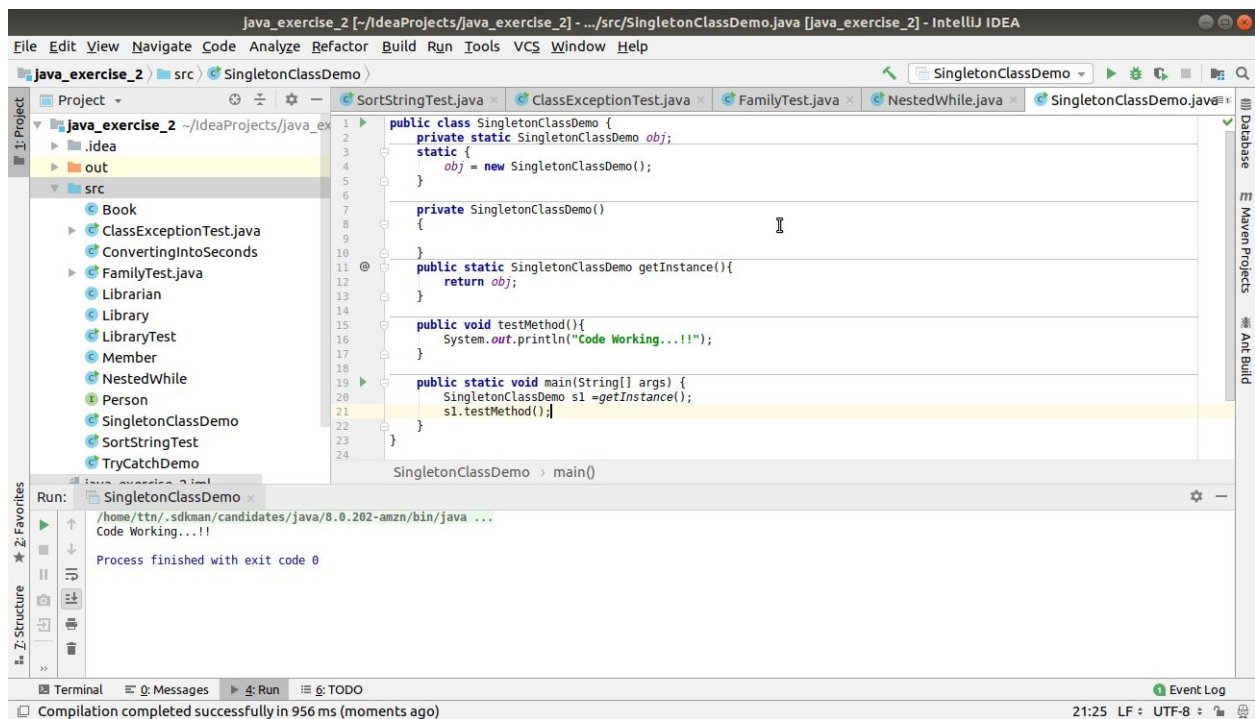 java_exercise_2 [~/IdeaProjects/java_exercise_2] - .../src/SingletonClassDemo.java [java_exercise_2] - IntelliJ IDEA
File Edit View Navigate Code Analyze Refactor Build Run Tools VCS Window Help
java_exercise_2 src SingletonClassDemo
SingletonClassDemo
1: Project
Project
SortStringTest.java ClassExceptionTest.java FamilyTest.java NestedWhile.java SingletonClassDemo.java
java_exercise_2 ~/IdeaProjects/java_ex
.idea
out
src
Book
ClassExceptionTest.java
ConvertingIntoSeconds
FamilyTest.java
Librarian
Library
LibraryTest
Member
NestedWhile
Person
SingletonClassDemo
SortStringTest
TryCatchDemo
java_exercise_2.iml
1 public class SingletonClassDemo {
2 private static SingletonClassDemo obj;
3 static {
4 obj = new SingletonClassDemo();
5 }
6
7 private SingletonClassDemo()
8 {
9
10 }
11 @ public static SingletonClassDemo getInstance(){
12 return obj;
13 }
14
15 public void testMethod(){
16 System.out.println("Code Working...!!");
17 }
18
19 public static void main(String[] args) {
20 SingletonClassDemo s1 =getInstance();
21 s1.testMethod();
22 }
23 }
24
SingletonClassDemo › main()
Database
m Maven Projects
Ant Build
2: Favorites
Z: Structure
Run: SingletonClassDemo
/home/ttn/.sdkman/candidates/java/8.0.202-amzn/bin/java ...
Code Working...!!
Process finished with exit code 0
Terminal 0: Messages 4: Run 6: TODO 1 Event Log
Compilation completed successfully in 956 ms (moments ago) 21:25 LF UTF-8